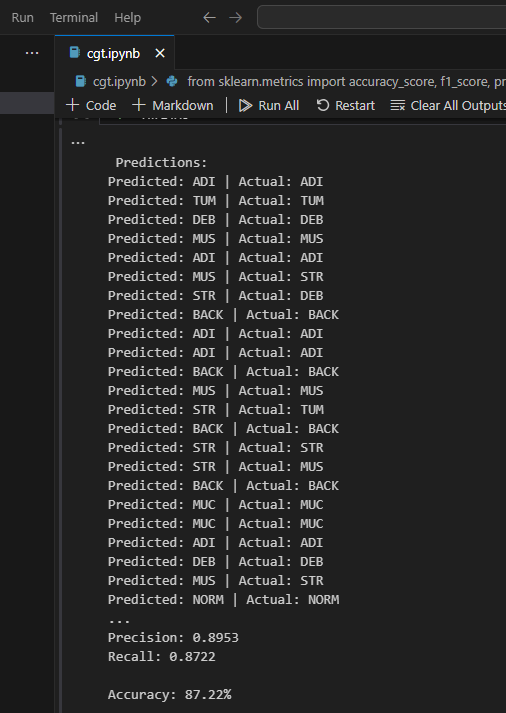 Run Terminal Help
cgt.ipynb
cgt.ipynb > from sklearn.metrics import accuracy_score, f1_score, pr
+ Code + Markdown | Run All Restart Clear All Outputs
...
Predictions:
Predicted: ADI | Actual: ADI
Predicted: TUM | Actual: TUM
Predicted: DEB | Actual: DEB
Predicted: MUS | Actual: MUS
Predicted: ADI | Actual: ADI
Predicted: MUS | Actual: STR
Predicted: STR | Actual: DEB
Predicted: BACK | Actual: BACK
Predicted: ADI | Actual: ADI
Predicted: ADI | Actual: ADI
Predicted: BACK | Actual: BACK
Predicted: MUS | Actual: MUS
Predicted: STR | Actual: TUM
Predicted: BACK | Actual: BACK
Predicted: STR | Actual: STR
Predicted: STR | Actual: MUS
Predicted: BACK | Actual: BACK
Predicted: MUC | Actual: MUC
Predicted: MUC | Actual: MUC
Predicted: ADI | Actual: ADI
Predicted: DEB | Actual: DEB
Predicted: MUS | Actual: STR
Predicted: NORM | Actual: NORM
...
Precision: 0.8953
Recall: 0.8722
Accuracy: 87.22%